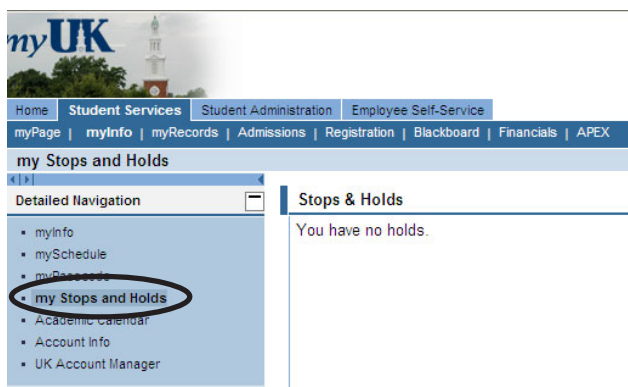 myUK
Home Student Services Student Administration Employee Self-Service
myPage | myInfo | myRecords | Admissions | Registration | Blackboard | Financials | APEX
my Stops and Holds
Detailed Navigation
Stops & Holds
You have no holds.
▪ myInfo
▪ mySchedule
▪ myPasscode
▪ my Stops and Holds
▪ Academic Calendar
▪ Account Info
▪ UK Account Manager